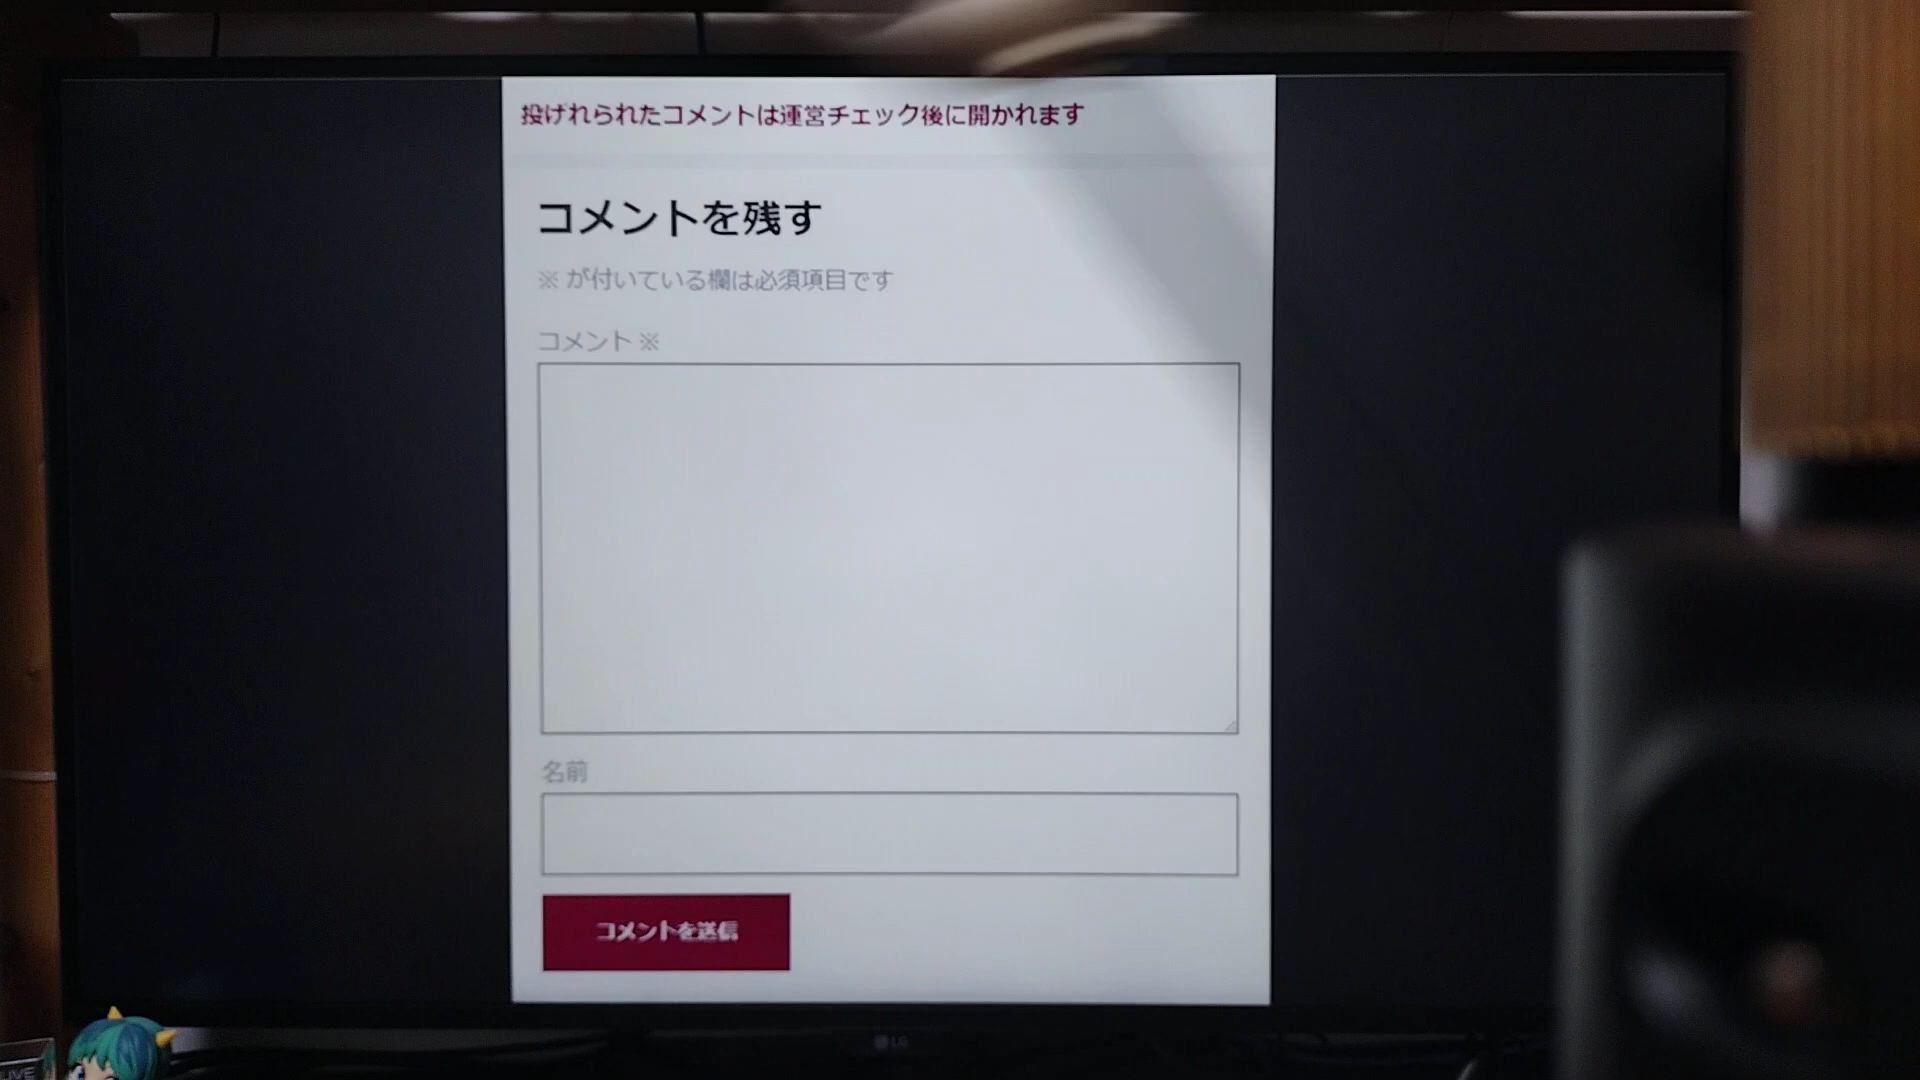 投げれられたコメントは運営チェック後に開かれます
コメントを残す
※ が付いている欄は必須項目です
コメント ※
名前
コメントを送信
LG
LIVE